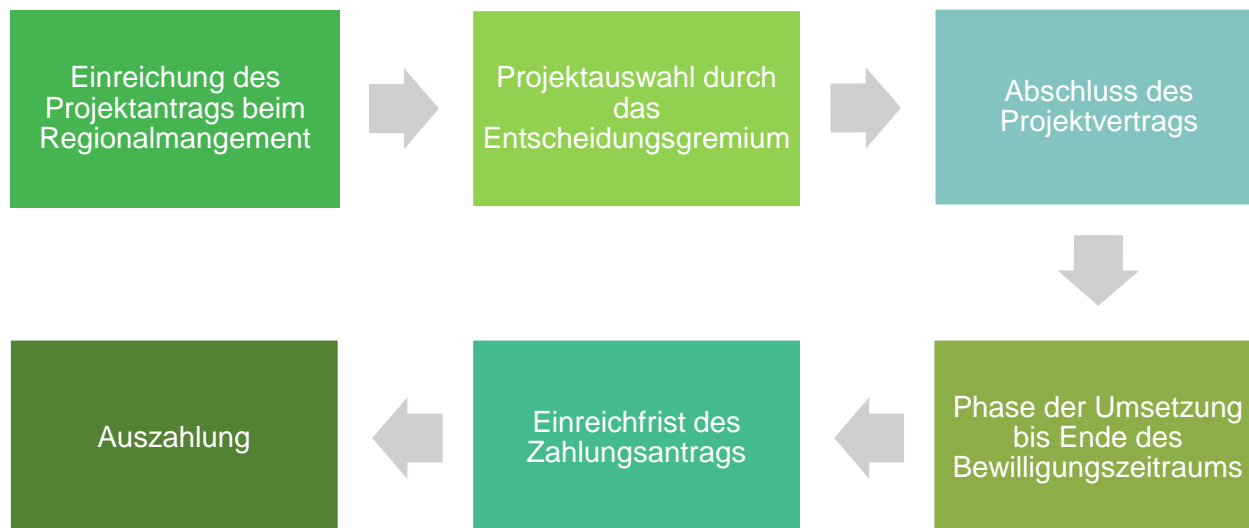 Einreichung des
Projektantrags beim
Regionalmangement
Projektauswahl durch
das
Entscheidungsgremium
Abschluss des
Projektvertrags
Phase der Umsetzung
bis Ende des
Bewilligungszeitraums
Einreichfrist des
Zahlungsantrags
Auszahlung